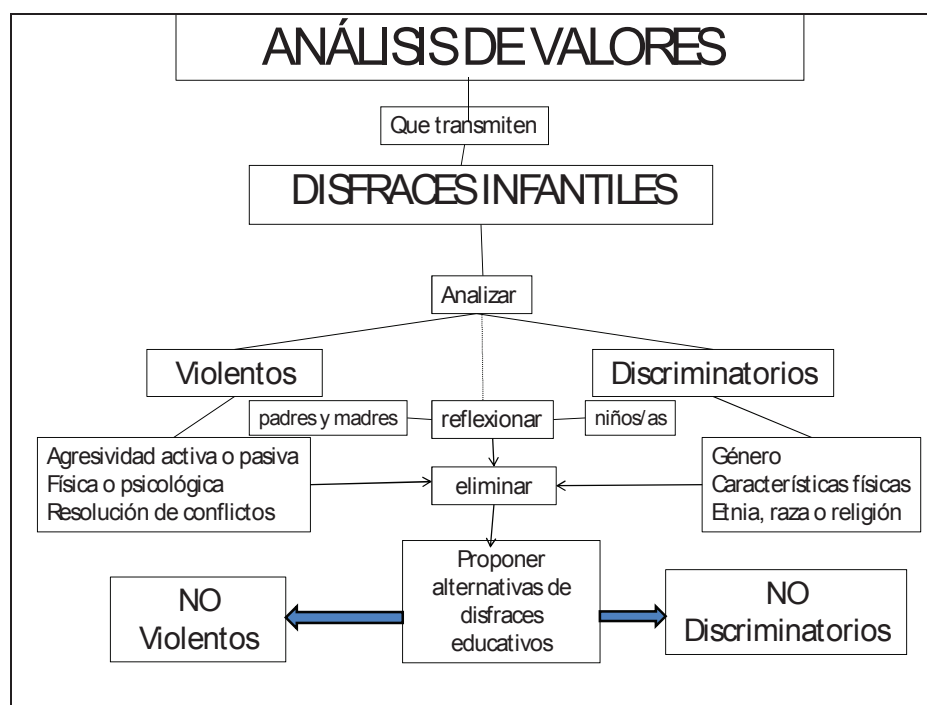 ANÁLISIS DE VALORES
Que transmiten
DISFRACES INFANTILES
Analizar
Violentos
Discriminatorios
padres y madres
reflexionar
niños/as
Agresividad activa o pasiva
Física o psicológica
Resolución de conflictos
eliminar
Género
Características físicas
Etnia, raza o religión
Proponer
alternativas de
disfraces
educativos
NO
Violentos
NO
Discriminatorios